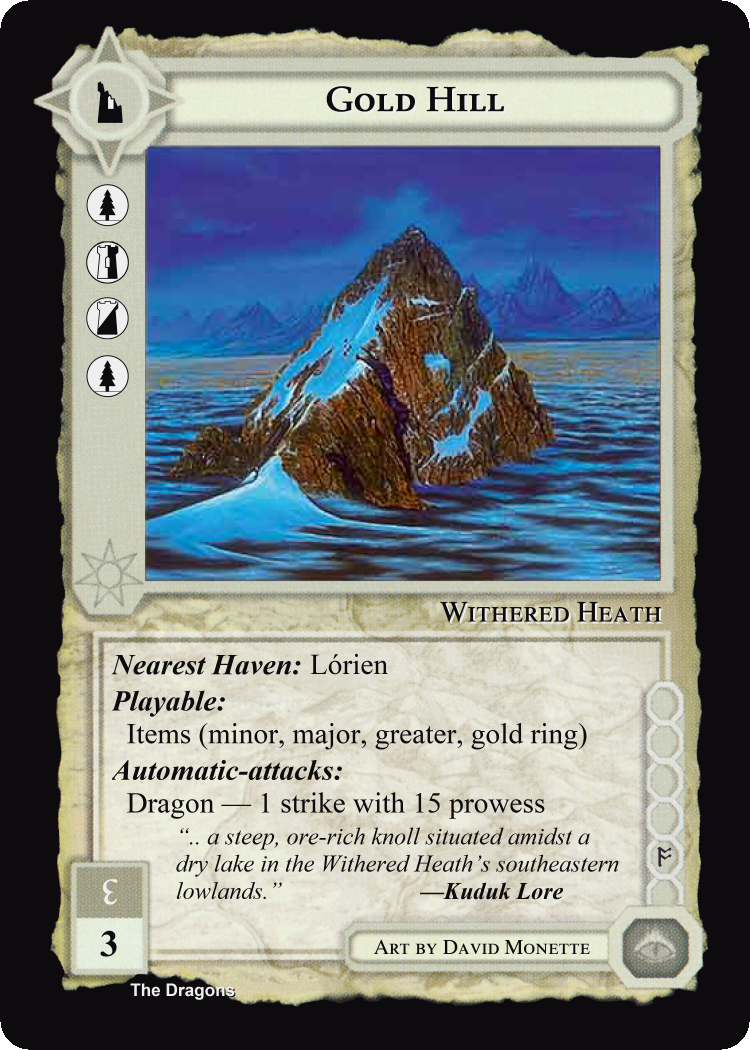 Gold Hill
Withered Heath
Nearest Haven: Lórien
Playable:
Items (minor, major, greater, gold ring)
Automatic-attacks:
Dragon — 1 strike with 15 prowess
“.. a steep, ore-rich knoll situated amidst a
dry lake in the Withered Heath’s southeastern
lowlands.” —Kuduk Lore
3
3
Art by David Monette
The Dragons